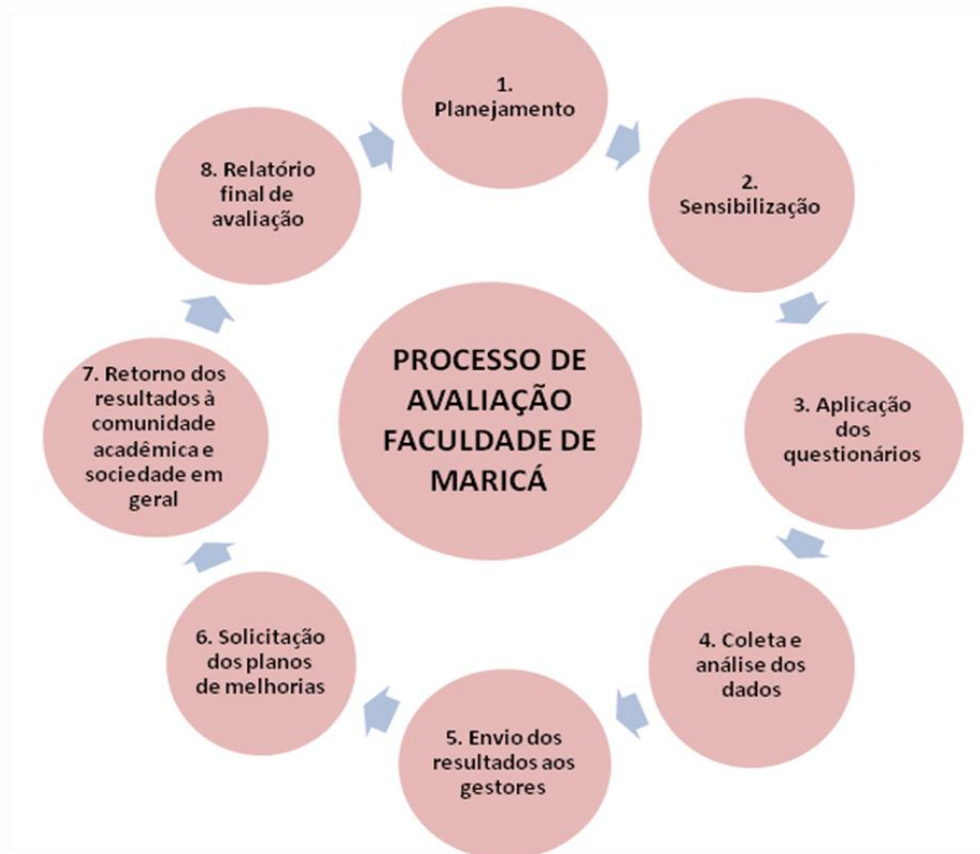 1.
Planejamento
2.
Sensibilização
3. Aplicação
dos
questionários
4. Coleta e
análise dos
dados
5. Envio dos
resultados aos
gestores
6. Solicitação
dos planos
de melhorias
7. Retorno dos
resultados à
comunidade
acadêmica e
sociedade em
geral
8. Relatório
final de
avaliação
PROCESSO DE
AVALIAÇÃO
FACULDADE DE
MARICÁ